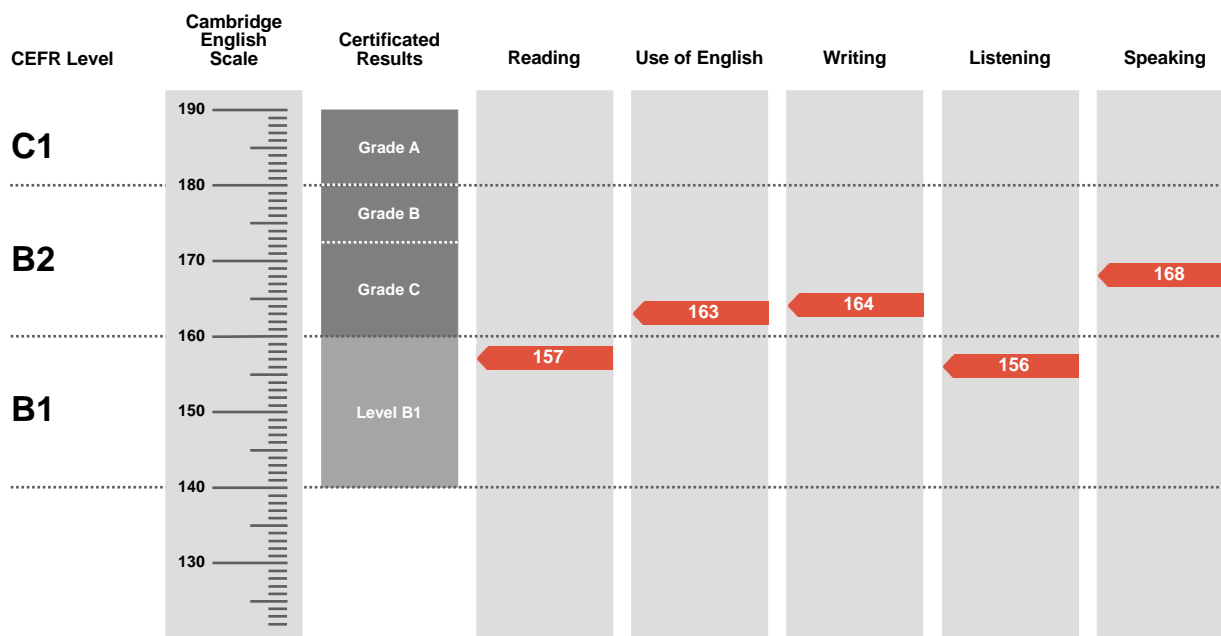 CEFR Level
Cambridge
English
Scale
Certificated
Results
Reading
Use of English
Writing
Listening
Speaking
190
C1
Grade A
180
Grade B
B2
170
168
Grade C
163
164
160
157
156
B1
150
Level B1
140
130